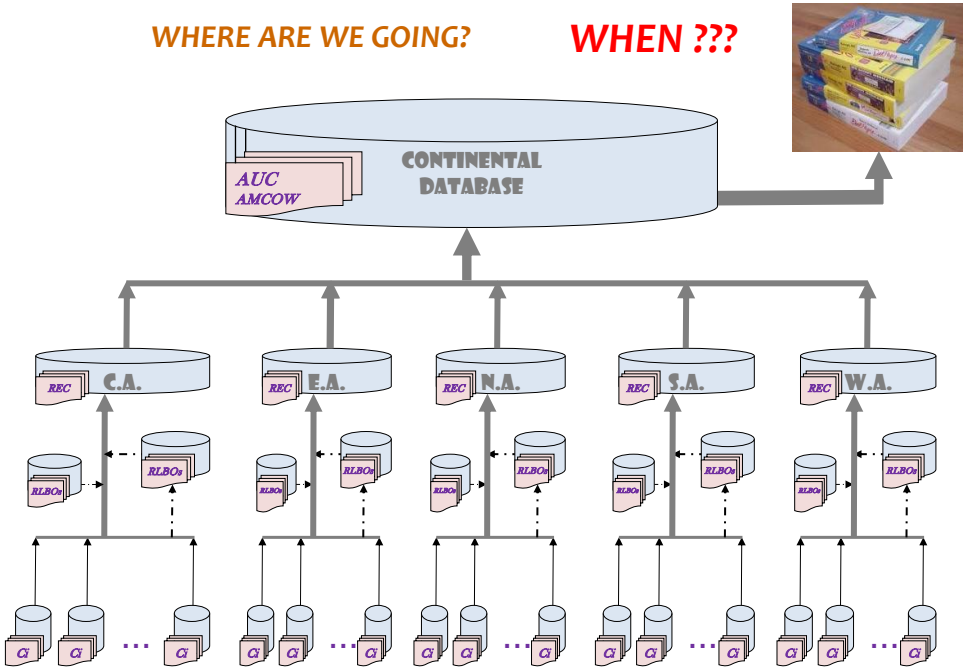 WHERE ARE WE GOING?
WHEN ???
CONTINENTAL
DATABASE
AUC
AMCOW
REC C.A.
REC E.A.
REC N.A.
REC S.A.
REC W.A.
RLBOs RLBOs RLBOs RLBOs RLBOs
RLBOs RLBOs RLBOs RLBOs RLBOs
Ci Ci ... Ci Ci Ci ... Ci Ci Ci ... Ci Ci Ci ... Ci Ci Ci ... Ci